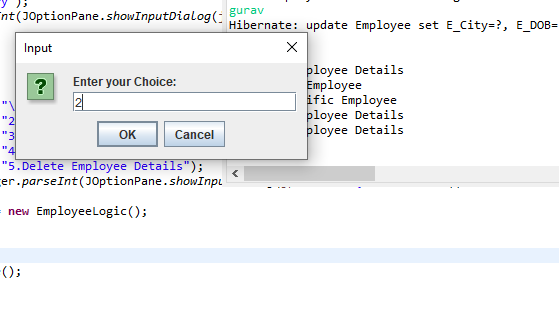 y");
nt(JOptionPane.showInputDialog(
gurav
Hibernate: update Employee set E_City=?, E_DOB=
Input
Enter your Choice:
2
OK
Cancel
ployee Details
Employee
ific Employee
ployee Details
ployee Details
"\
"2
"3
"4
"5.Delete Employee Details");
ger.parseInt(JOptionPane.showInpu
= new EmployeeLogic();
();